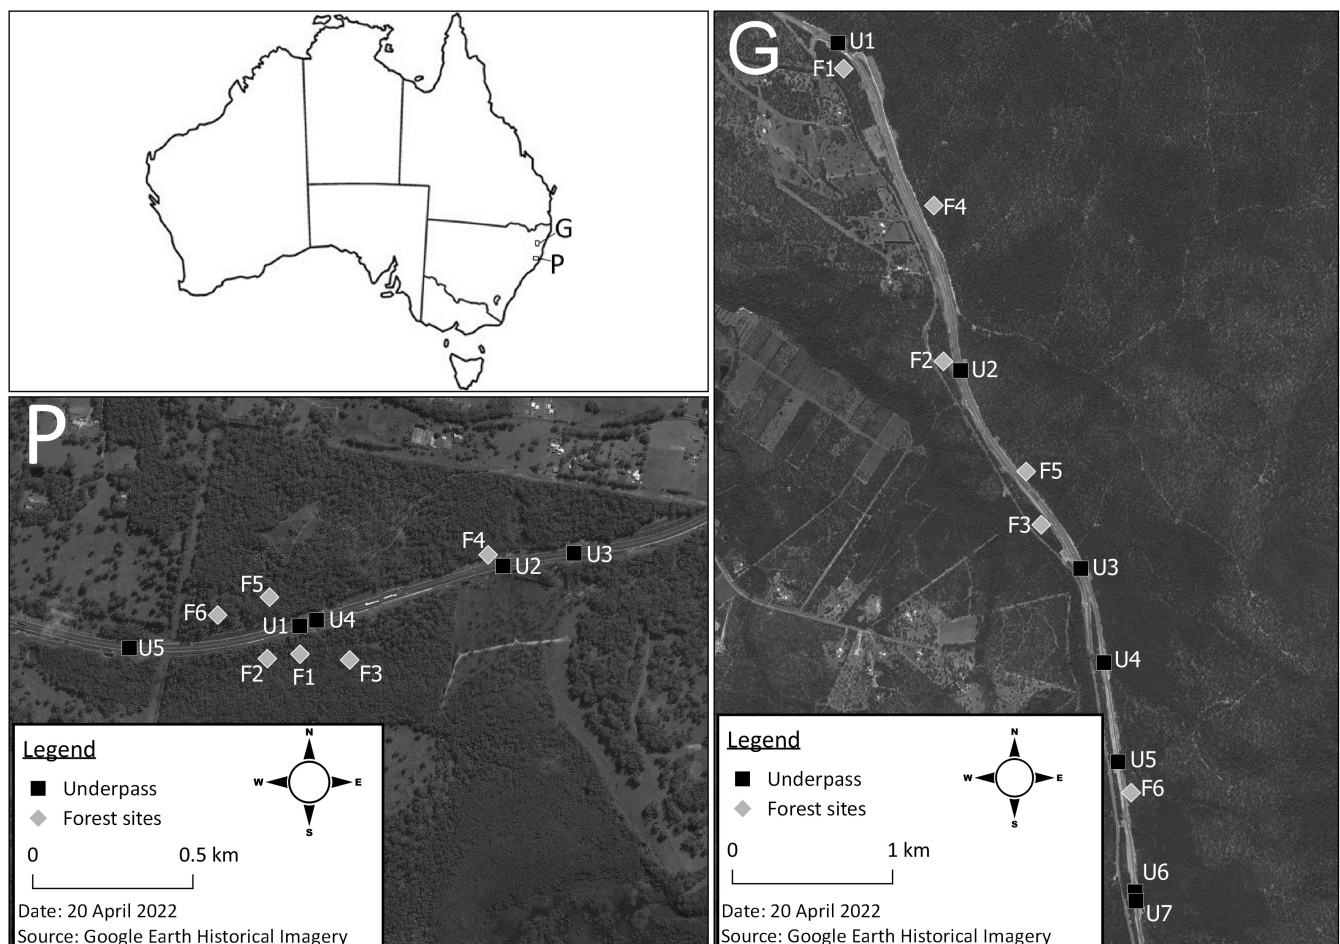 G
P
P
F4
U2
U3
F5
F6
U1
U4
U5
F2
F1
F3
Legend
Underpass
Forest sites
N
W
E
S
0
0.5 km
Date: 20 April 2022
Source: Google Earth Historical Imagery
G
U1
F1
F4
F2
U2
F5
F3
U3
U4
U5
F6
U6
U7
Legend
Underpass
Forest sites
N
W
E
S
0
1 km
Date: 20 April 2022
Source: Google Earth Historical Imagery